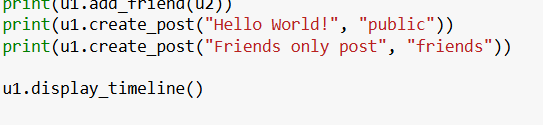 print(u1.add_friend(u2))
print(u1.create_post("Hello World!", "public"))
print(u1.create_post("Friends only post", "friends"))
u1.display_timeline()